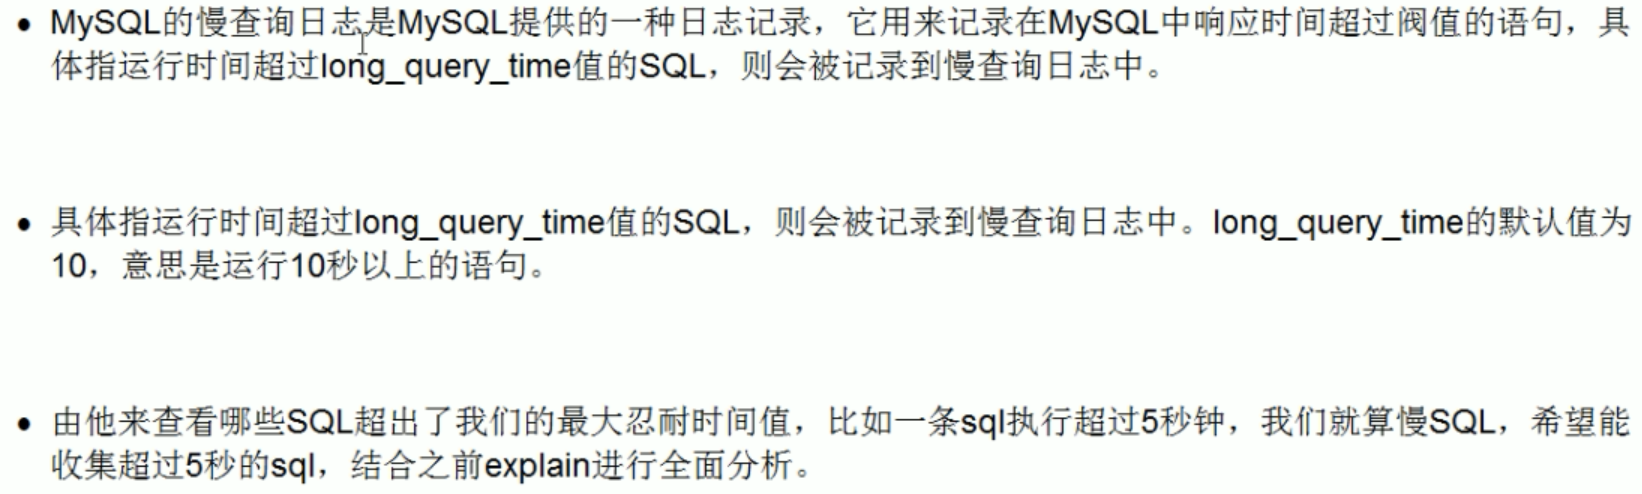 • MySQL的慢查询日志是MySQL提供的一种日志记录，它用来记录在MySQL中响应时间超过阀值的语句，具
体指运行时间超过long_query_time值的SQL，则会被记录到慢查询日志中。
• 具体指运行时间超过long_query_time值的SQL，则会被记录到慢查询日志中。long_query_time的默认值为
10，意思是运行10秒以上的语句。
• 由他来查看哪些SQL超出了我们的最大忍耐时间值，比如一条sql执行超过5秒钟，我们就算慢SQL，希望能
收集超过5秒的sql，结合之前explain进行全面分析。